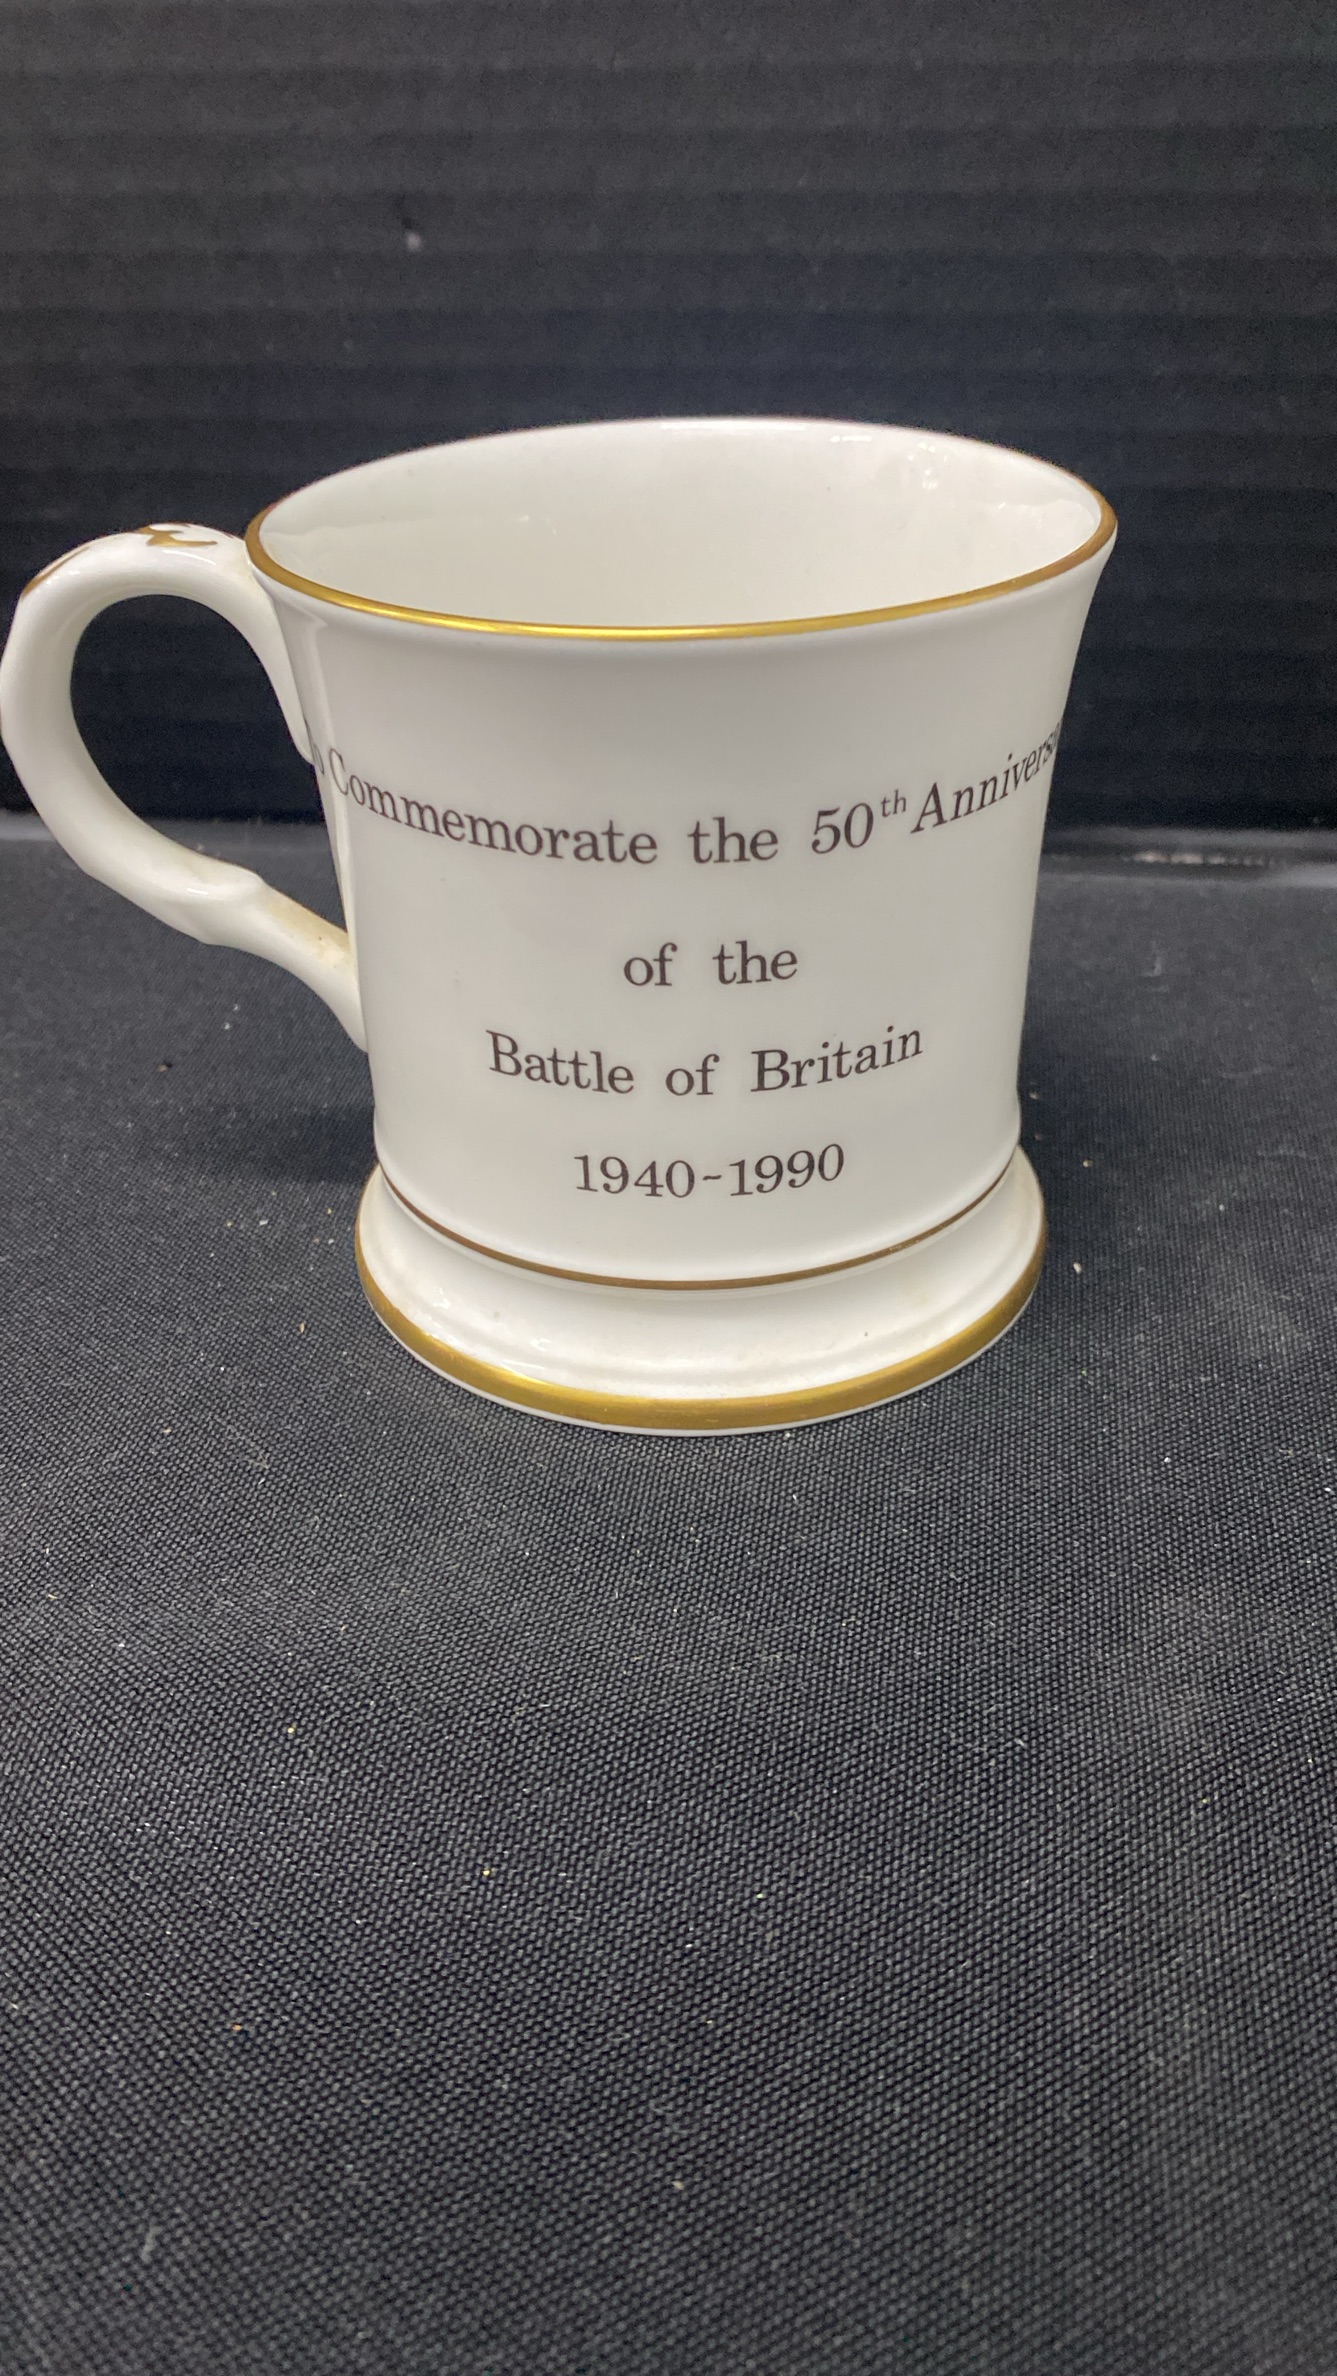 Commemorate the 50th
of the
Battle of Britain
1940-1990